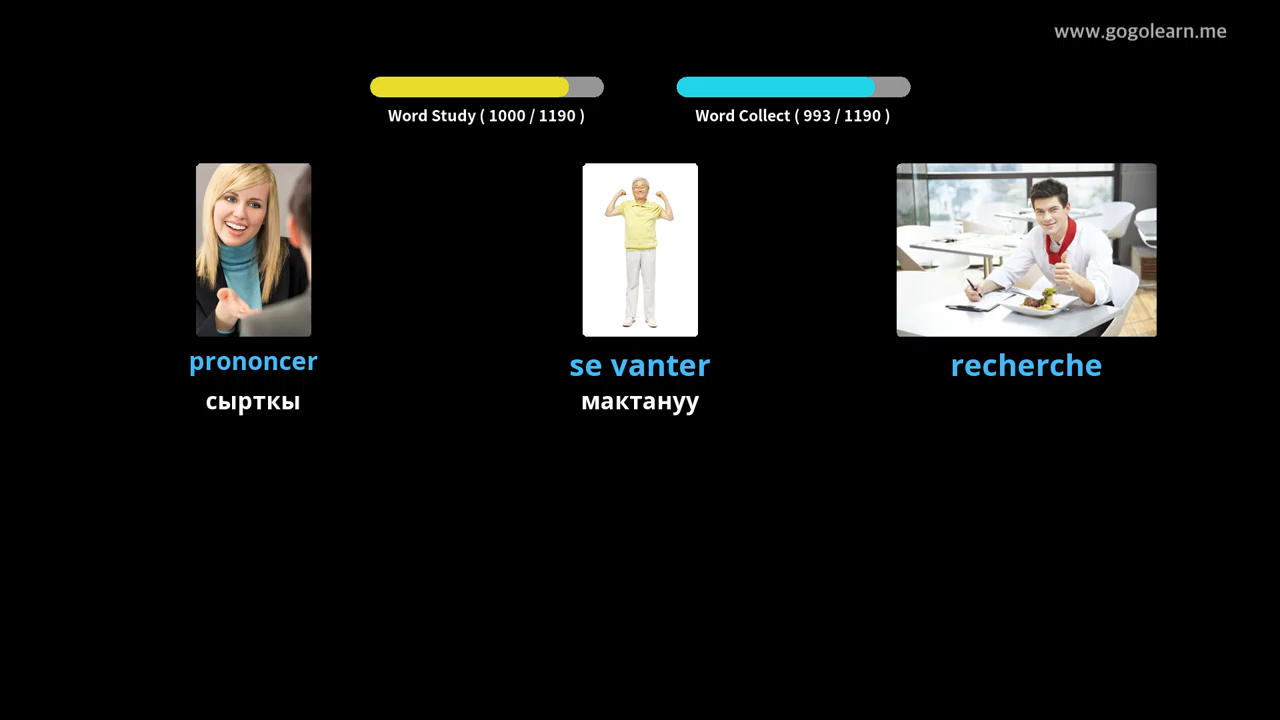 www.gogolearn.me
Word Study ( 1000 / 1190 )
Word Collect ( 993 / 1190 )
prononcer
se vanter
recherche
сырткы
мактануу